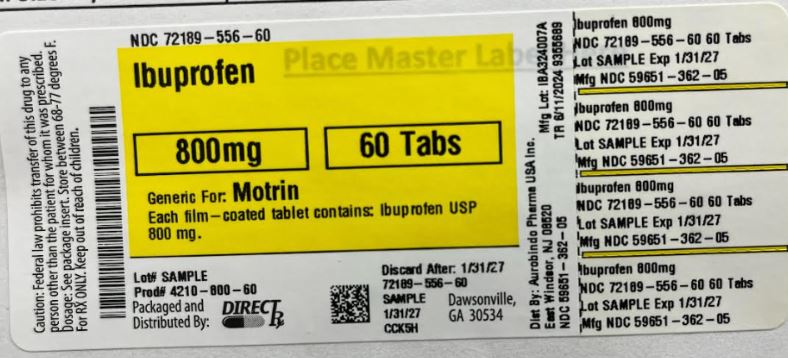 Caution: Federal law prohibits transfer of this drug to any
person other than the patient for whom it was prescribed.
Dosage: See package insert. Store between 68-77 degrees F.
For RX ONLY. Keep out of reach of children.
NDC 72189-556-60
Place Master Lab
Ibuprofen
800mg
60 Tabs
Generic For: Motrin
Each film-coated tablet contains: Ibuprofen USP
800 mg.
Lot# SAMPLE
Prod# 4210-800-60
Packaged and
Distributed By:
DIRECT Rx
Discard After: 1/31/27
72189-556-60
SAMPLE
1/31/27
CCK5H
Dawsonville,
GA 30534
Mfg Lot: IBA324007A
TR 6/11/2024 9355689
Dist By: Aurobindo Pharma USA Inc.
East Windsor, NJ 08520
NDC 59651-362-05
Ibuprofen 800mg
NDC 72189-556-60 60 Tabs
Lot SAMPLE Exp 1/31/27
Mfg NDC 59651-362-05
Ibuprofen 800mg
NDC 72189-556-60 60 Tabs
Lot SAMPLE Exp 1/31/27
Mfg NDC 59651-362-05
Ibuprofen 800mg
NDC 72189-556-60 60 Tabs
Lot SAMPLE Exp 1/31/27
Mfg NDC 59651-362-05
Ibuprofen 800mg
NDC 72189-556-60 60 Tabs
Lot SAMPLE Exp 1/31/27
Mfg NDC 59651-362-05